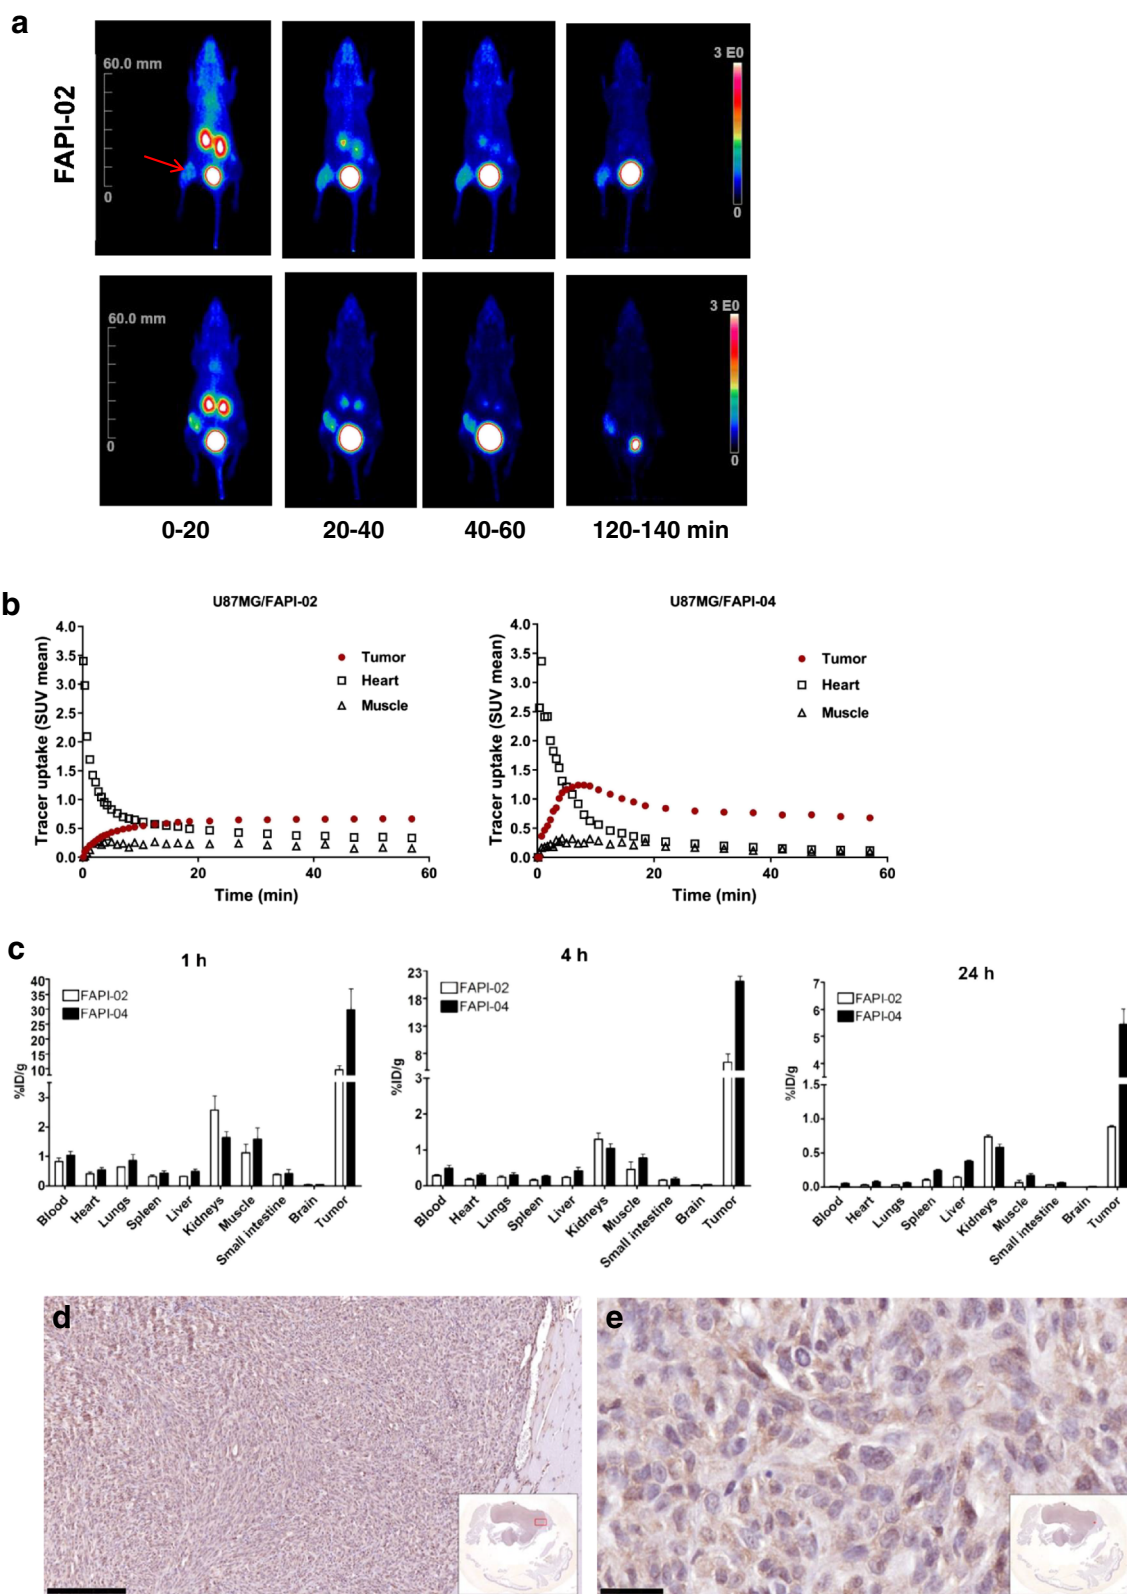 a
FAPI-02
60.0 mm
0
3 E0
0
60.0 mm
0
3 E0
0
0-20
20-40
40-60
120-140 min
b
U87MG/FAPI-02
Tracer uptake (SUV mean)
4.0
3.5
3.0
2.5
2.0
1.5
1.0
0.5
0.0
0
20
40
60
Time (min)
Tumor
Heart
Muscle
U87MG/FAPI-04
Tracer uptake (SUV mean)
4.0
3.5
3.0
2.5
2.0
1.5
1.0
0.5
0.0
0
20
40
60
Time (min)
Tumor
Heart
Muscle
c
1 h
%ID/g
40
35
30
25
20
15
10
3
2
1
0
FAPI-02
FAPI-04
Blood
Heart
Lungs
Spleen
Liver
Kidneys
Muscle
Small intestine
Brain
Tumor
4 h
%ID/g
23
18
13
8
3
2
1
0
FAPI-02
FAPI-04
Blood
Heart
Lungs
Spleen
Liver
Kidneys
Muscle
Small intestine
Brain
Tumor
24 h
%ID/g
7
6
5
4
2
1.5
1.0
0.5
0.0
FAPI-02
FAPI-04
Blood
Heart
Lungs
Spleen
Liver
Kidneys
Muscle
Small intestine
Brain
Tumor
d
e